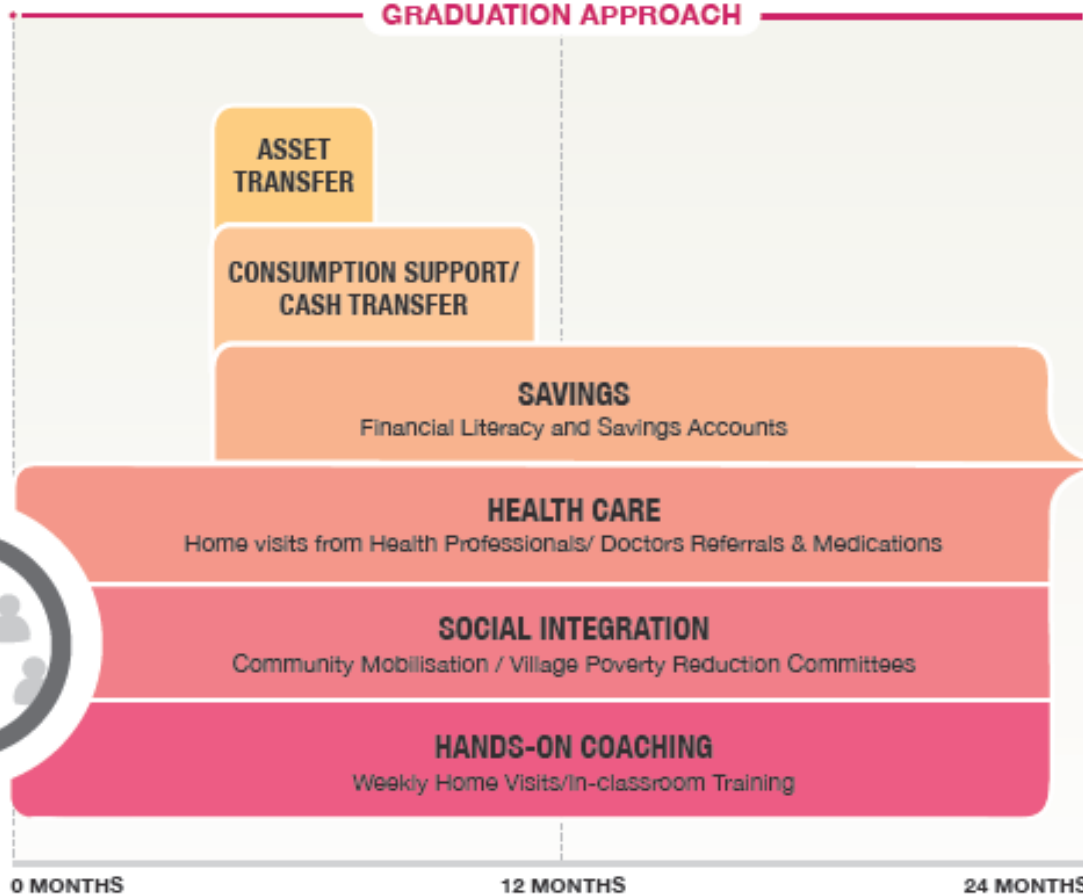 GRADUATION APPROACH
ASSET
TRANSFER
CONSUMPTION SUPPORT/
CASH TRANSFER
SAVINGS
Financial Literacy and Savings Accounts
HEALTH CARE
Home visits from Health Professionals/ Doctors Referrals & Medications
SOCIAL INTEGRATION
Community Mobilisation / Village Poverty Reduction Committees
HANDS-ON COACHING
Weekly Home Visits/In-classroom Training
0 MONTHS
12 MONTHS
24 MONTHS